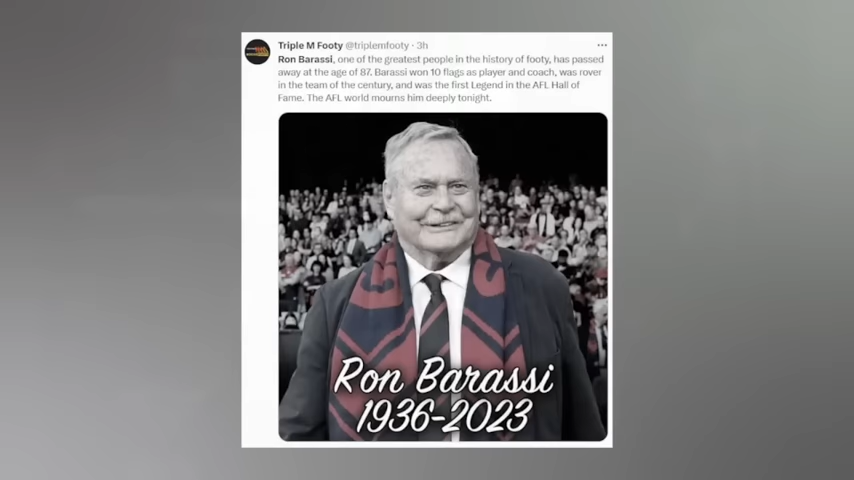 Triple M Footy @triplemfooty · 3h
Ron Barassi, one of the greatest people in the history of footy, has passed
away at the age of 87. Barassi won 10 flags as player and coach, was rover
in the team of the century, and was the first Legend in the AFL Hall of
Fame. The AFL world mourns him deeply tonight.
Ron Barassi
1936-2023